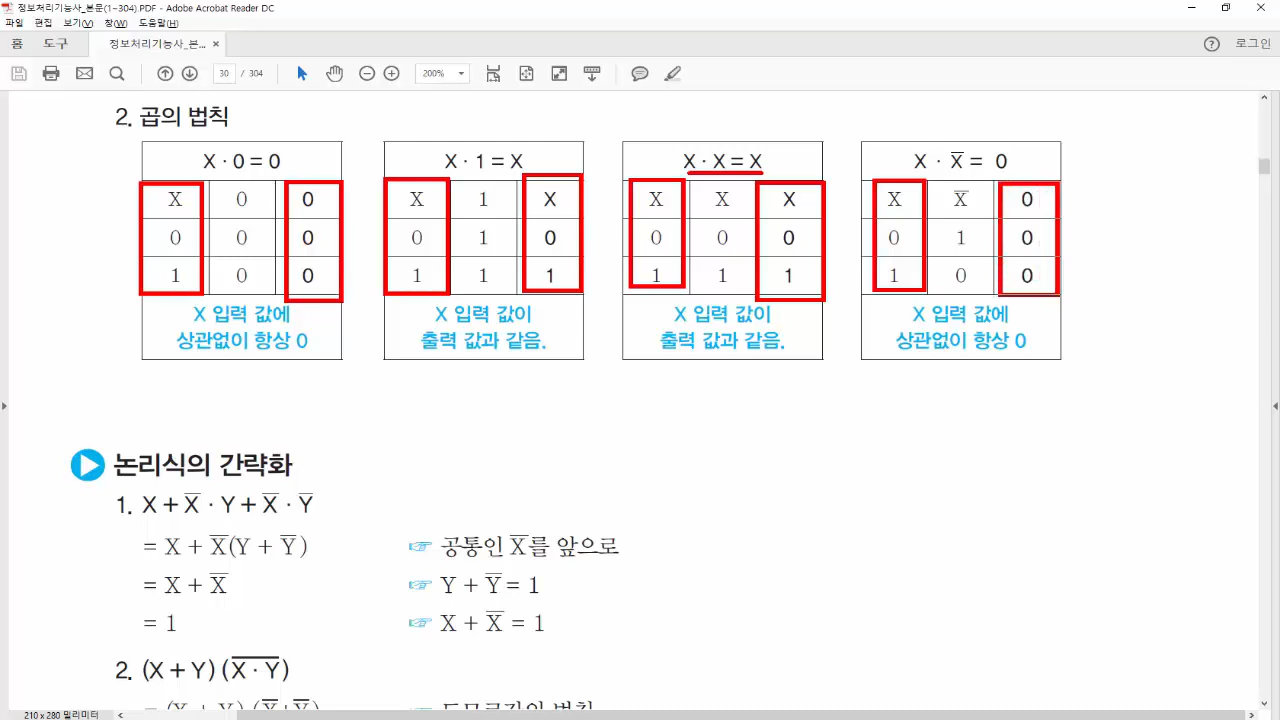 정보처리기능사_본문(1~304).PDF - Adobe Acrobat Reader DC
파일 편집 보기(V) 창(W) 도움말(H)
홈 도구 정보처리기능사_본... × 로그인
30 / 304 200%
2. 곱의 법칙
X · 0 = 0
X 0 0
0 0 0
1 0 0
X 입력 값에
상관없이 항상 0
X · 1 = X
X 1 X
0 1 0
1 1 1
X 입력 값이
출력 값과 같음.
X · X = X
X X X
0 0 0
1 1 1
X 입력 값이
출력 값과 같음.
X · X̅ = 0
X X̅ 0
0 1 0
1 0 0
X 입력 값에
상관없이 항상 0
논리식의 간략화
1. X + X̅ · Y + X̅ · Y̅
= X + X̅(Y + Y̅) ☞ 공통인 X̅를 앞으로
= X + X̅ ☞ Y + Y̅ = 1
= 1 ☞ X + X̅ = 1
2. (X + Y) (X̅ ·̅ Y̅)
210 x 280 밀리미터